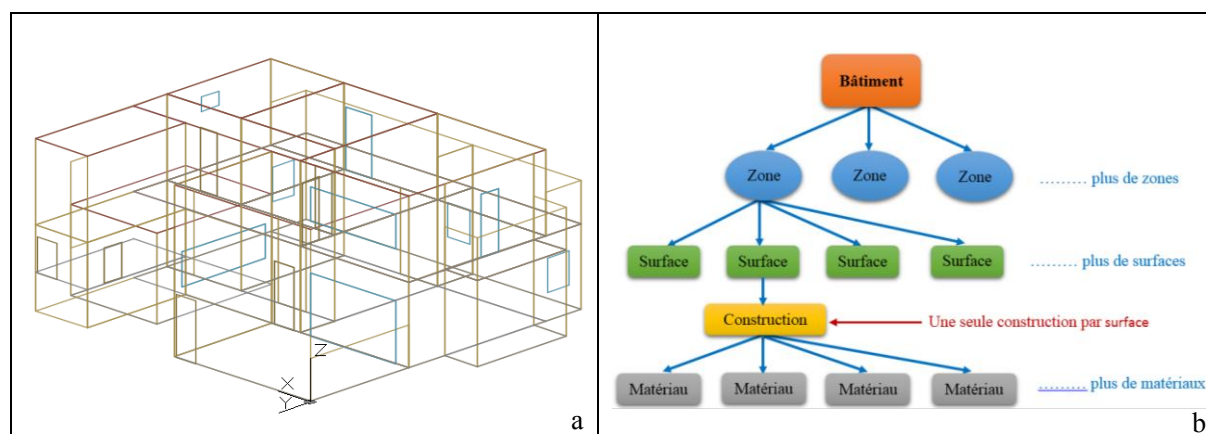 Z
X
Y
a
Bâtiment
Zone Zone Zone ......... plus de zones
Surface Surface Surface Surface ......... plus de surfaces
Construction Une seule construction par surface
Matériau Matériau Matériau Matériau ......... plus de matériaux
b